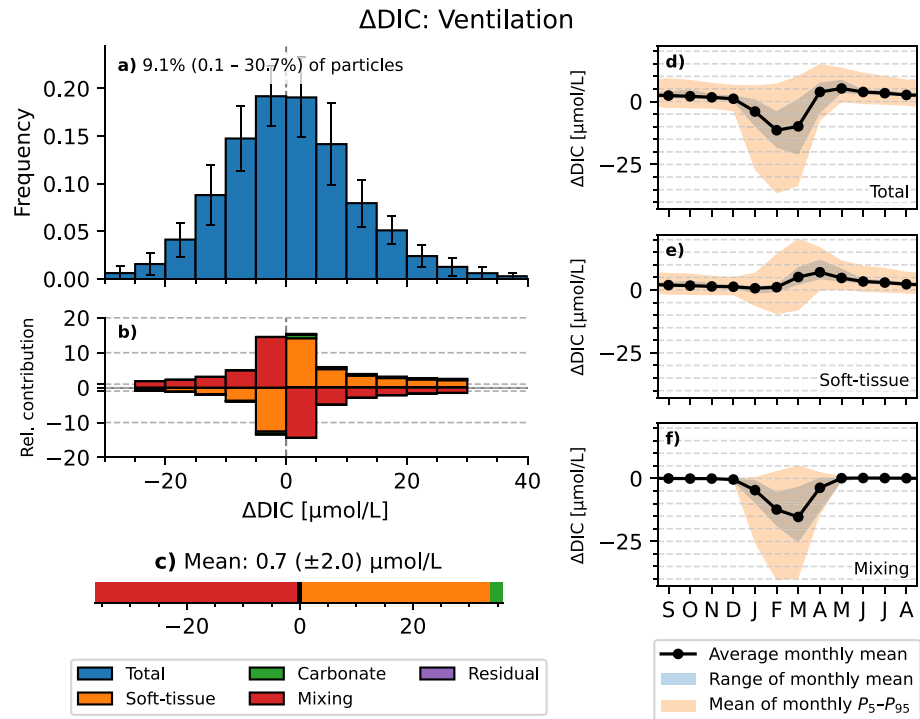 ΔDIC: Ventilation
a) 9.1% (0.1 – 30.7%) of particles
Frequency
0.20
0.15
0.10
0.05
0.00
b)
Rel. contribution
20
10
0
−10
−20
−20
0
20
40
ΔDIC [μmol/L]
c) Mean: 0.7 (±2.0) μmol/L
−20
0
20
Total
Carbonate
Residual
Soft-tissue
Mixing
d)
ΔDIC [μmol/L]
0
−25
Total
e)
ΔDIC [μmol/L]
0
−25
Soft-tissue
f)
ΔDIC [μmol/L]
0
−25
Mixing
S O N D J F M A M J J A
Average monthly mean
Range of monthly mean
Mean of monthly P₅–P₉₅